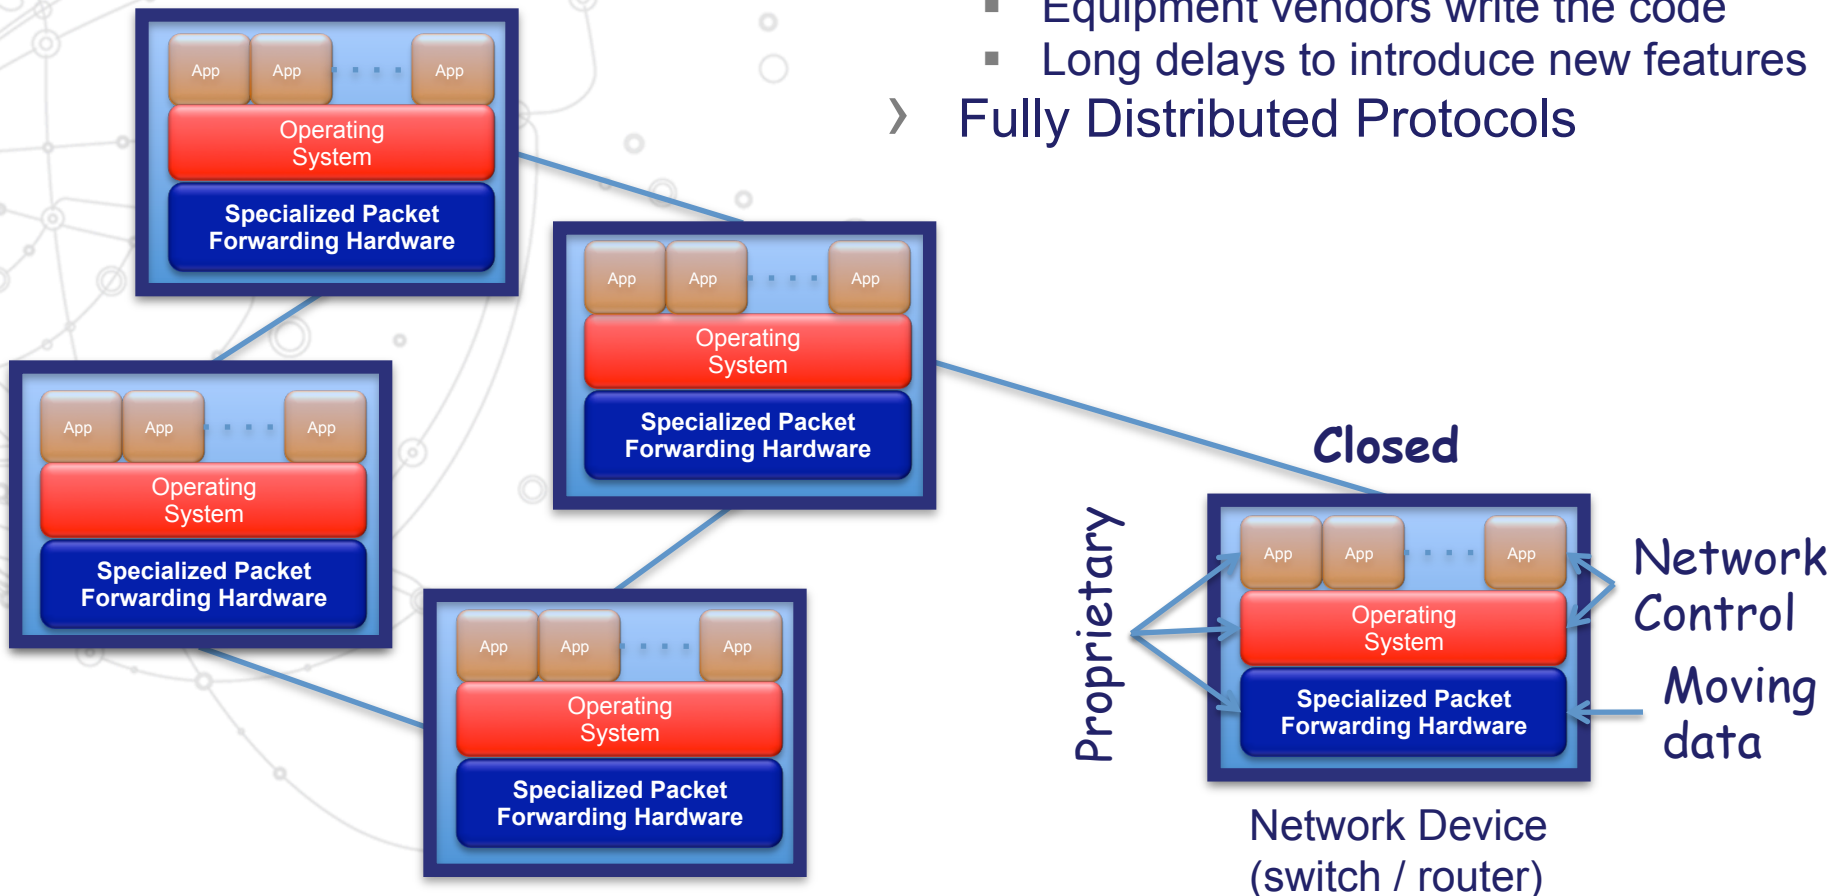 Equipment vendors write the code
Long delays to introduce new features
Fully Distributed Protocols
App App App
Operating
System
Specialized Packet
Forwarding Hardware
App App App
Operating
System
Specialized Packet
Forwarding Hardware
App App App
Operating
System
Specialized Packet
Forwarding Hardware
App App App
Operating
System
Specialized Packet
Forwarding Hardware
Closed
Proprietary
App App App
Operating
System
Specialized Packet
Forwarding Hardware
Network
Control
Moving
data
Network Device
(switch / router)